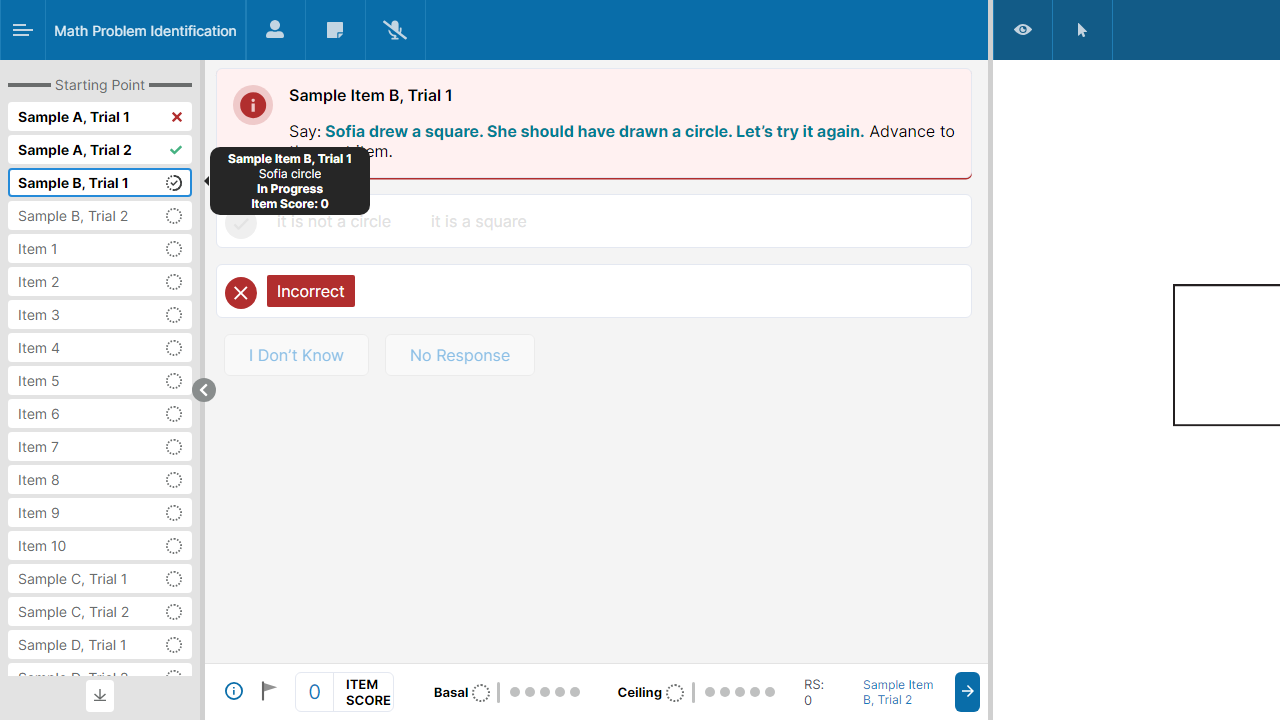 Math Problem Identification
Starting Point
Sample A, Trial 1
Sample A, Trial 2
Sample B, Trial 1
Sample B, Trial 2
Item 1
Item 2
Item 3
Item 4
Item 5
Item 6
Item 7
Item 8
Item 9
Item 10
Sample C, Trial 1
Sample C, Trial 2
Sample D, Trial 1
Sample Item B, Trial 1
Say: Sofia drew a square. She should have drawn a circle. Let's try it again. Advance to
Sample Item B, Trial 1
Sofia circle
In Progress
Item Score: 0
it is not a circle it is a square
Incorrect
I Don't Know No Response
0 ITEM
SCORE
Basal
Ceiling
RS:
0
Sample Item
B, Trial 2